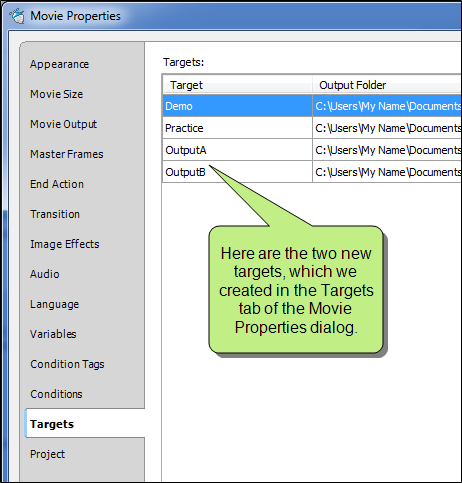 Movie Properties
Appearance
Movie Size
Movie Output
Master Frames
End Action
Transition
Image Effects
Audio
Language
Variables
Condition Tags
Conditions
Targets
Project
Targets:
Target Output Folder
Demo C:\Users\My Name\Documents
Practice C:\Users\My Name\Documents
OutputA C:\Users\My Name\Documents
OutputB C:\Users\My Name\Documents
Here are the two new
targets, which we
created in the Targets
tab of the Movie
Properties dialog.